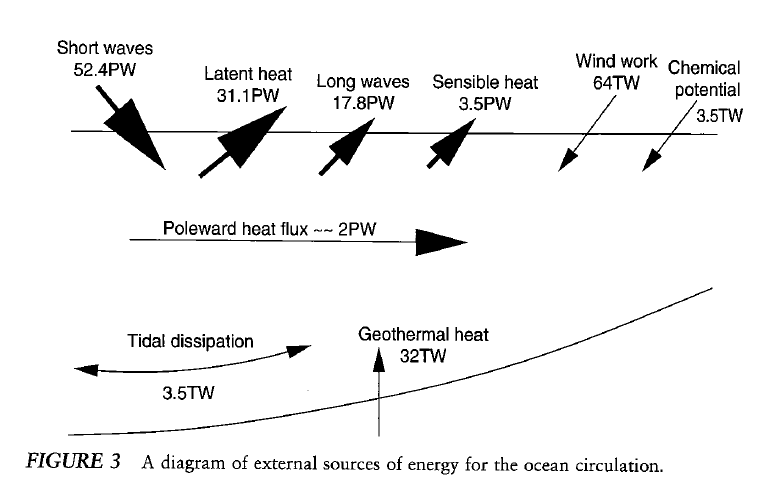 Short waves
52.4PW
Latent heat
31.1PW
Long waves
17.8PW
Sensible heat
3.5PW
Wind work
64TW
Chemical
potential
3.5TW
Poleward heat flux ~~ 2PW
Tidal dissipation
3.5TW
Geothermal heat
32TW
FIGURE 3 A diagram of external sources of energy for the ocean circulation.